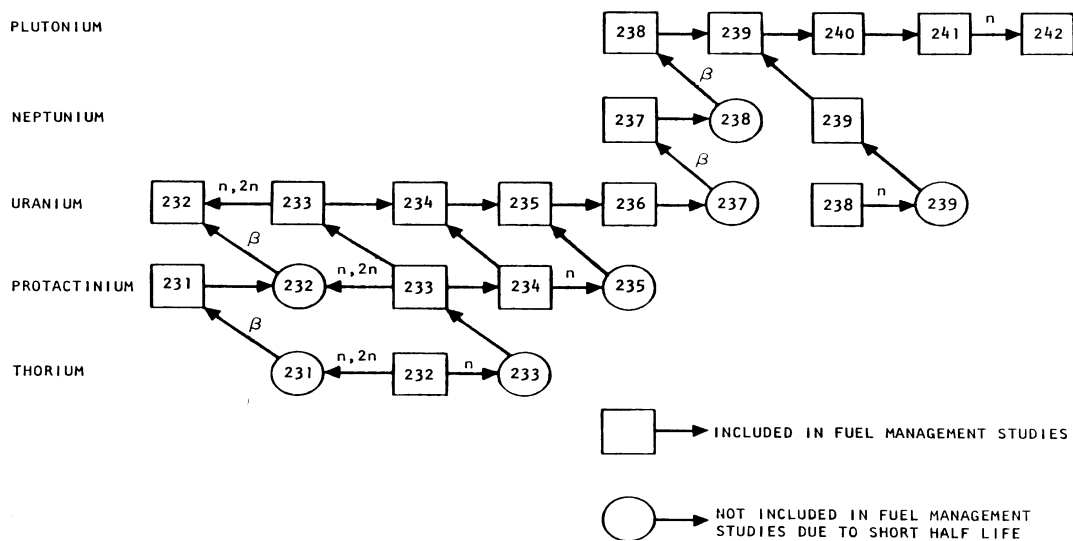 PLUTONIUM 238 239 240 241 n 242
β
NEPTUNIUM 237 238 239
β
URANIUM 232 n,2n 233 234 235 236 237 238 n 239
β
PROTACTINIUM 231 232 n,2n 233 234 n 235
β
THORIUM 231 n,2n 232 n 233
INCLUDED IN FUEL MANAGEMENT STUDIES
NOT INCLUDED IN FUEL MANAGEMENT
STUDIES DUE TO SHORT HALF LIFE